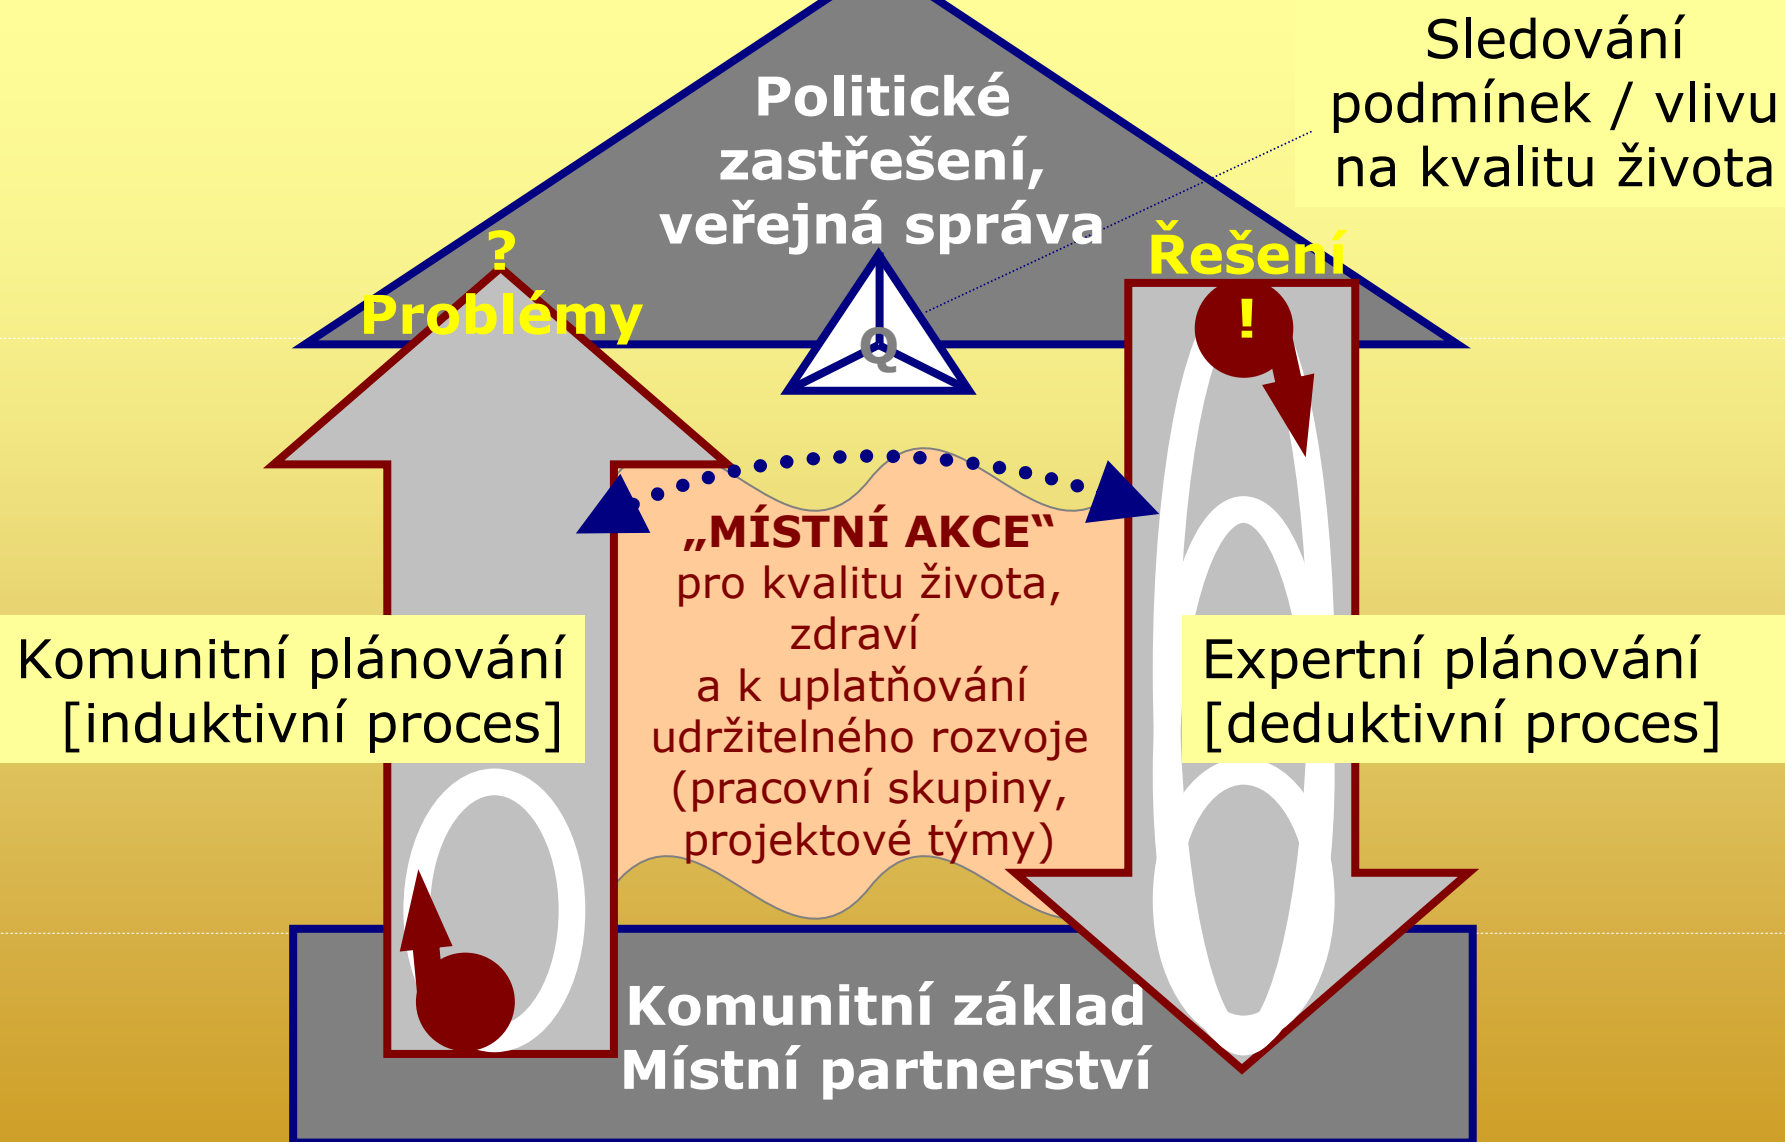 Sledování
podmínek / vlivu
na kvalitu života
Politické
zastřešení,
veřejná správa
?
Problémy
Řešení
!
Q
„MÍSTNÍ AKCE“
pro kvalitu života,
zdraví
a k uplatňování
udržitelného rozvoje
(pracovní skupiny,
projektové týmy)
Komunitní plánování
[induktivní proces]
Expertní plánování
[deduktivní proces]
Komunitní základ
Místní partnerství